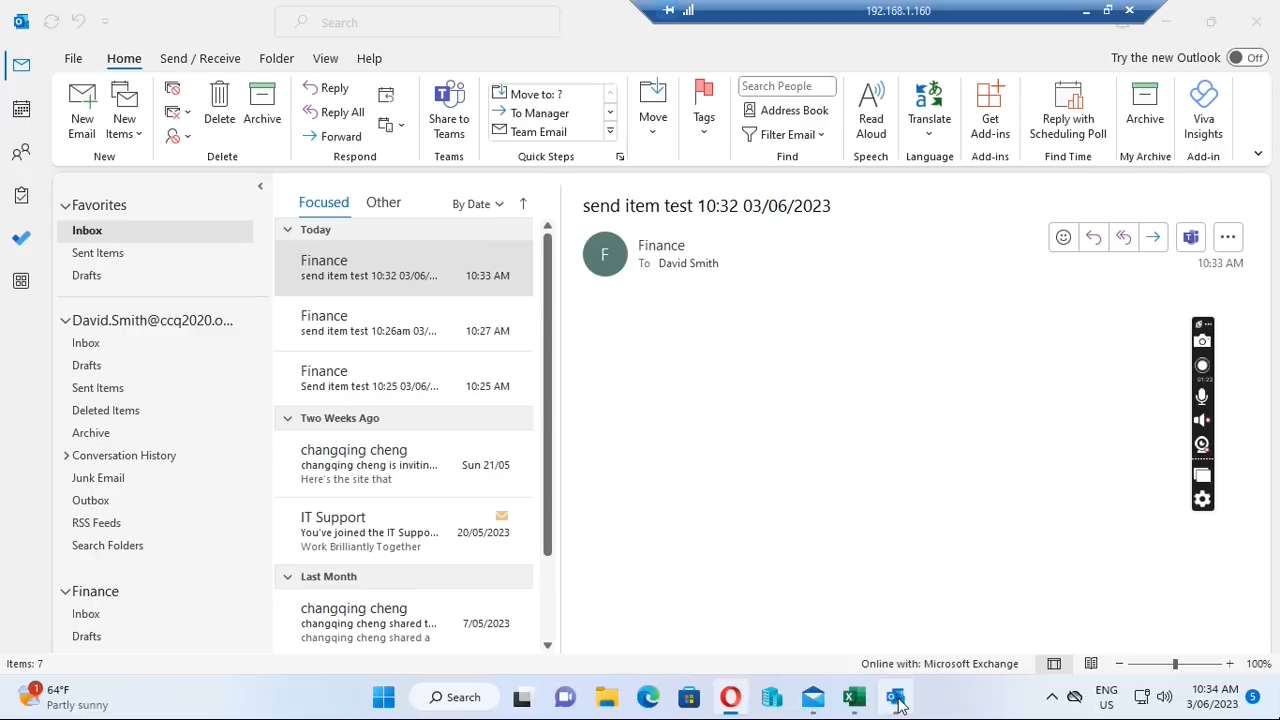 Search
192.168.1.160
File Home Send / Receive Folder View Help
Try the new Outlook Off
New Email
New Items
Delete
Archive
Reply
Reply All
Forward
Share to Teams
Move to: ?
To Manager
Team Email
Move
Tags
Search People
Address Book
Filter Email
Read Aloud
Translate
Get Add-ins
Reply with Scheduling Poll
Archive
Viva Insights
New
Delete
Respond
Teams
Quick Steps
Find
Speech
Language
Add-ins
Find Time
My Archive
Add-in
Favorites
Inbox
Sent Items
Drafts
David.Smith@ccq2020.o...
Inbox
Drafts
Sent Items
Deleted Items
Archive
Conversation History
Junk Email
Outbox
RSS Feeds
Search Folders
Finance
Inbox
Drafts
Focused Other By Date
Today
Finance
send item test 10:32 03/06/... 10:33 AM
Finance
send item test 10:26am 03/... 10:27 AM
Finance
Send item test 10:25 03/06/... 10:25 AM
Two Weeks Ago
changqing cheng
changqing cheng is invitin... Sun 21/05
Here's the site that
IT Support
You've joined the IT Suppo... 20/05/2023
Work Brilliantly Together
Last Month
changqing cheng
changqing cheng shared t... 7/05/2023
changqing cheng shared a
send item test 10:32 03/06/2023
F
Finance
To David Smith
10:33 AM
01:22
Items: 7
Online with: Microsoft Exchange
100%
1
64°F
Partly sunny
Search
ENG
US
10:34 AM
3/06/2023
5